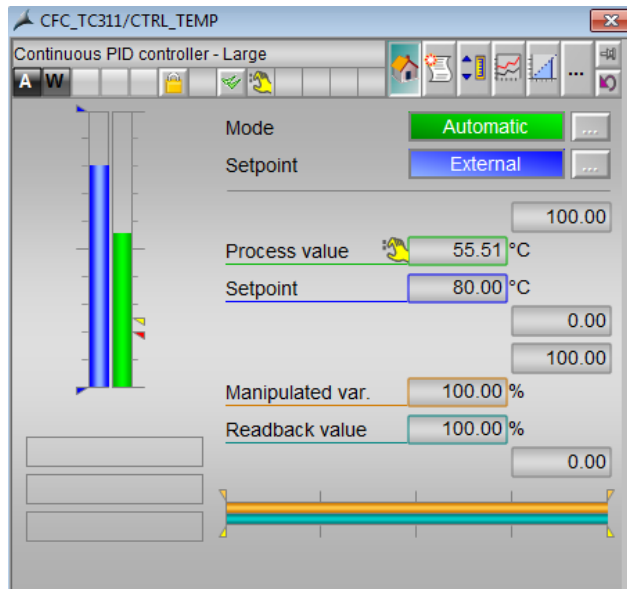 CFC_TC311/CTRL_TEMP
Continuous PID controller - Large
A W
...
Mode Automatic ...
Setpoint External ...
100.00
Process value 55.51 °C
Setpoint 80.00 °C
0.00
100.00
Manipulated var. 100.00 %
Readback value 100.00 %
0.00